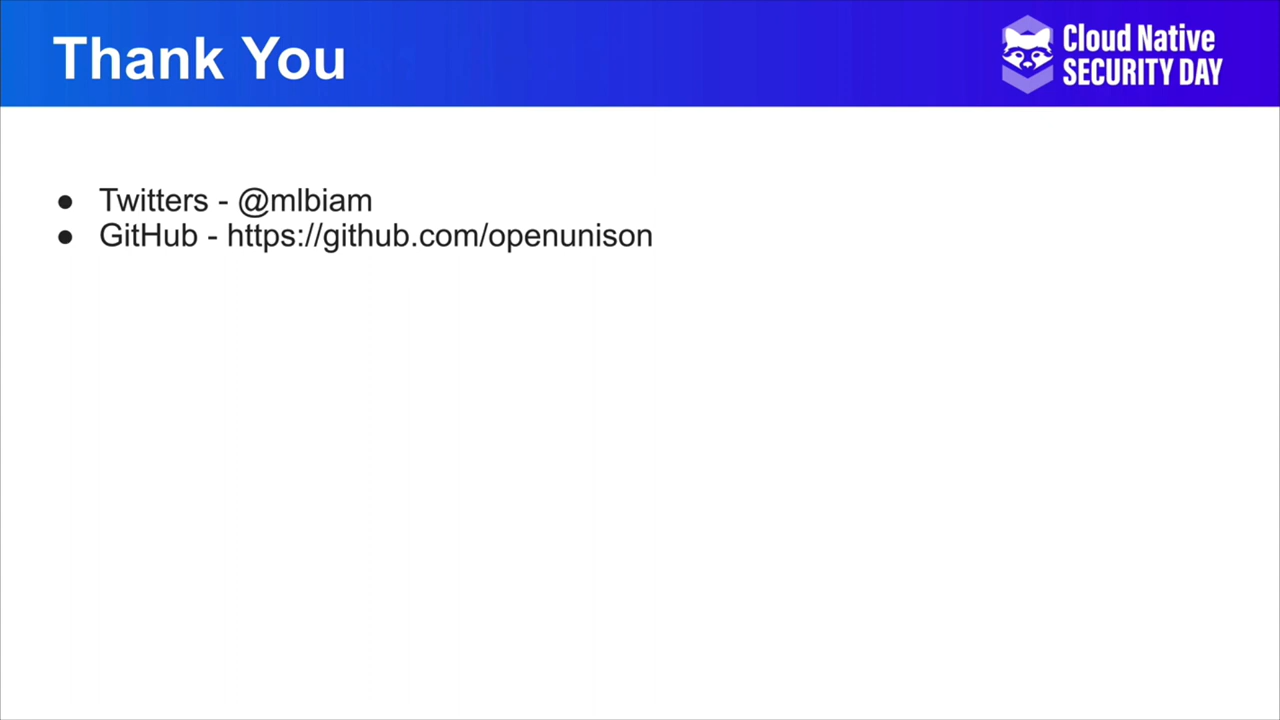 Thank You
Cloud Native
SECURITY DAY
● Twitters - @mlbiam
● GitHub - https://github.com/openunison